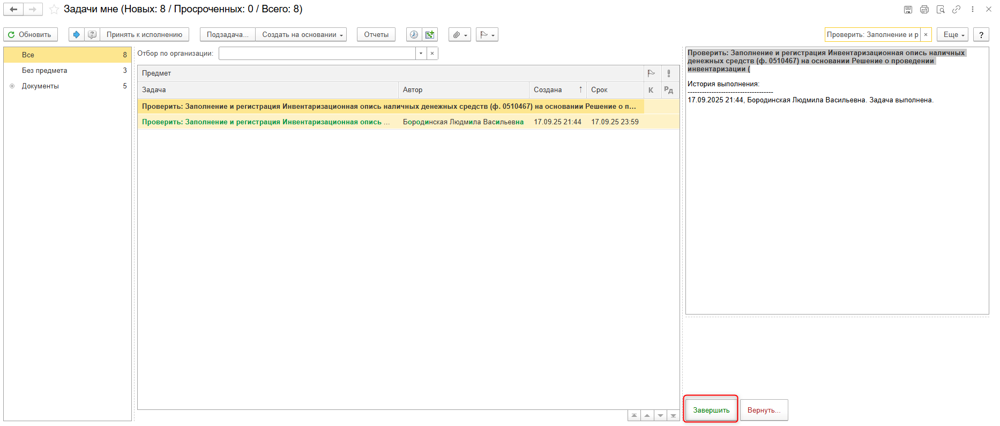 Задачи мне (Новых: 8 / Просроченных: 0 / Всего: 8)
Обновить
Принять к исполнению
Подзадача...
Создать на основании
Отчеты
Проверить: Заполнение и р
×
Еще
?
Все 8
Без предмета 3
Документы 5
Отбор по организации:
Предмет
Задача Автор Создана ↑ Срок К Рд
Проверить: Заполнение и регистрация Инвентаризационная опись наличных денежных средств (ф. 0510467) на основании Решение о п...
Проверить: Заполнение и регистрация Инвентаризационная опись ... Бородинская Людмила Васильевна 17.09.25 21:44 17.09.25 23:59
Проверить: Заполнение и регистрация Инвентаризационная опись наличных
денежных средств (ф. 0510467) на основании Решение о проведении
инвентаризации (
История выполнения:
------------------------------------
17.09.2025 21:44, Бородинская Людмила Васильевна. Задача выполнена.
Завершить
Вернуть...